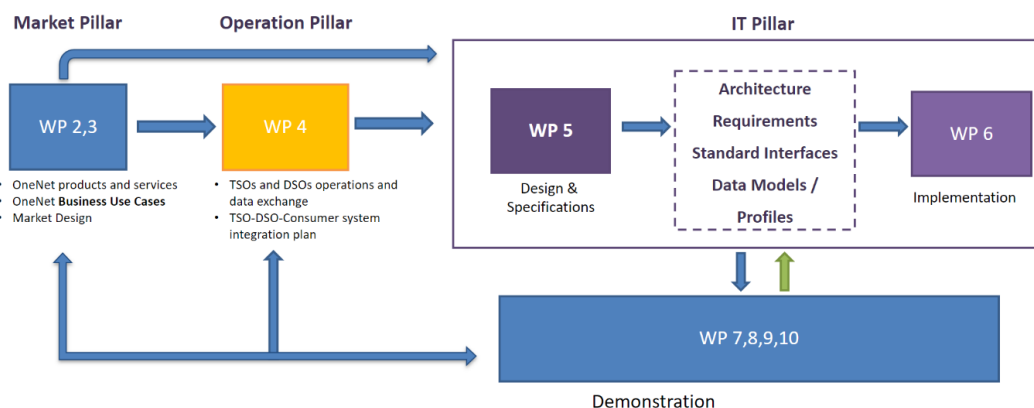 Market Pillar
Operation Pillar
IT Pillar
WP 2,3
WP 4
WP 5
Architecture
Requirements
Standard Interfaces
Data Models /
Profiles
WP 6
• OneNet products and services
• OneNet Business Use Cases
• Market Design
• TSOs and DSOs operations and
data exchange
• TSO-DSO-Consumer system
integration plan
Design &
Specifications
Implementation
WP 7,8,9,10
Demonstration